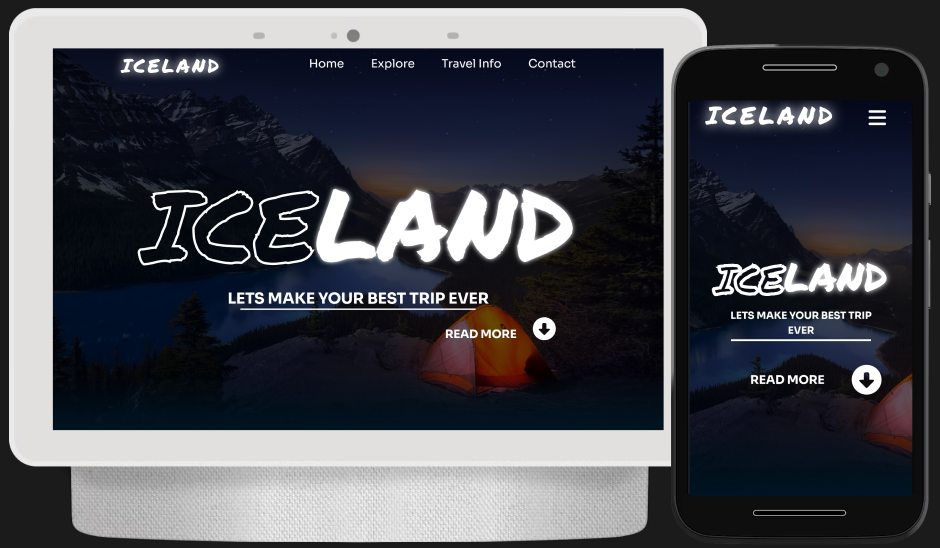 ICELAND
Home Explore Travel Info Contact
ICELAND
LETS MAKE YOUR BEST TRIP EVER
READ MORE
ICELAND
ICELAND
LETS MAKE YOUR BEST TRIP
EVER
READ MORE